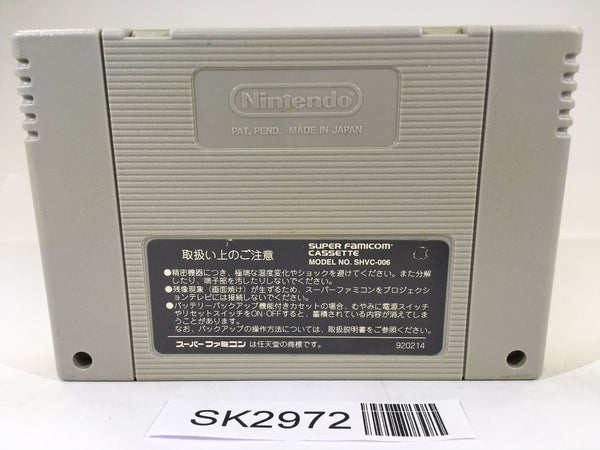 Nintendo
PAT. PEND. MADE IN JAPAN
取扱い上のご注意
SUPER FAMICOM
CASSETTE
MODEL NO. SHVC-006
●精密機器につき、極端な温度変化やショックを避けてください。また分解
したり、端子部を汚したりしないでください。
●残像現象（画面焼け）が生ずるため、スーパーファミコンをプロジェク
ションテレビには接続しないでください。
●バッテリーバックアップ機能付きカセットの場合、むやみに電源スイッチ
やリセットスイッチをON・OFFすると、蓄積されている内容が消えてしま
うことがあります。
なお、バックアップの操作方法については、取扱説明書をご参照ください。
スーパーファミコン は任天堂の商標です。
920214
SK2972